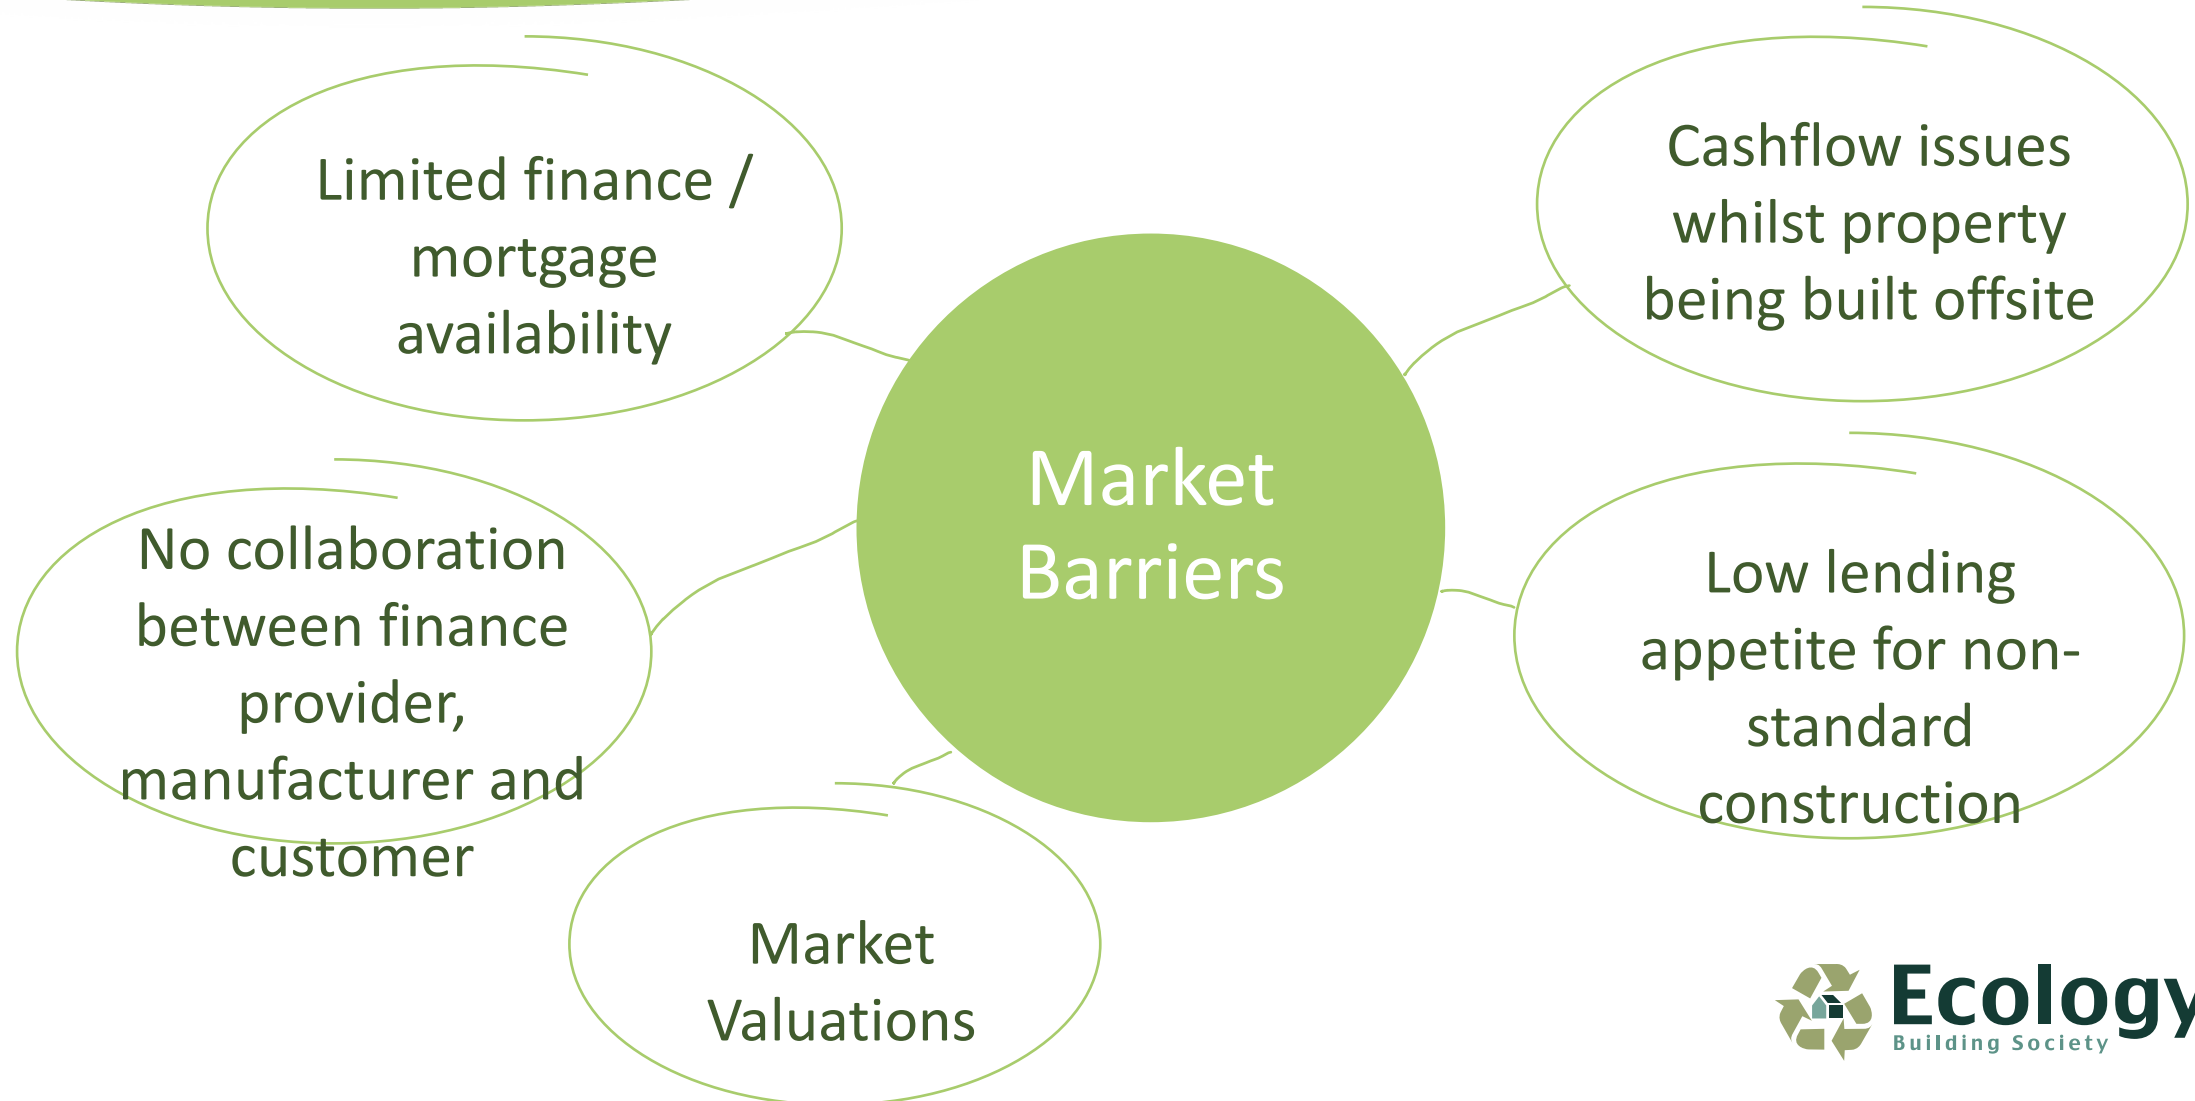 Limited finance /
mortgage
availability
Cashflow issues
whilst property
being built offsite
Market
Barriers
No collaboration
between finance
provider,
manufacturer and
customer
Low lending
appetite for non-
standard
construction
Market
Valuations
Ecology
Building Society